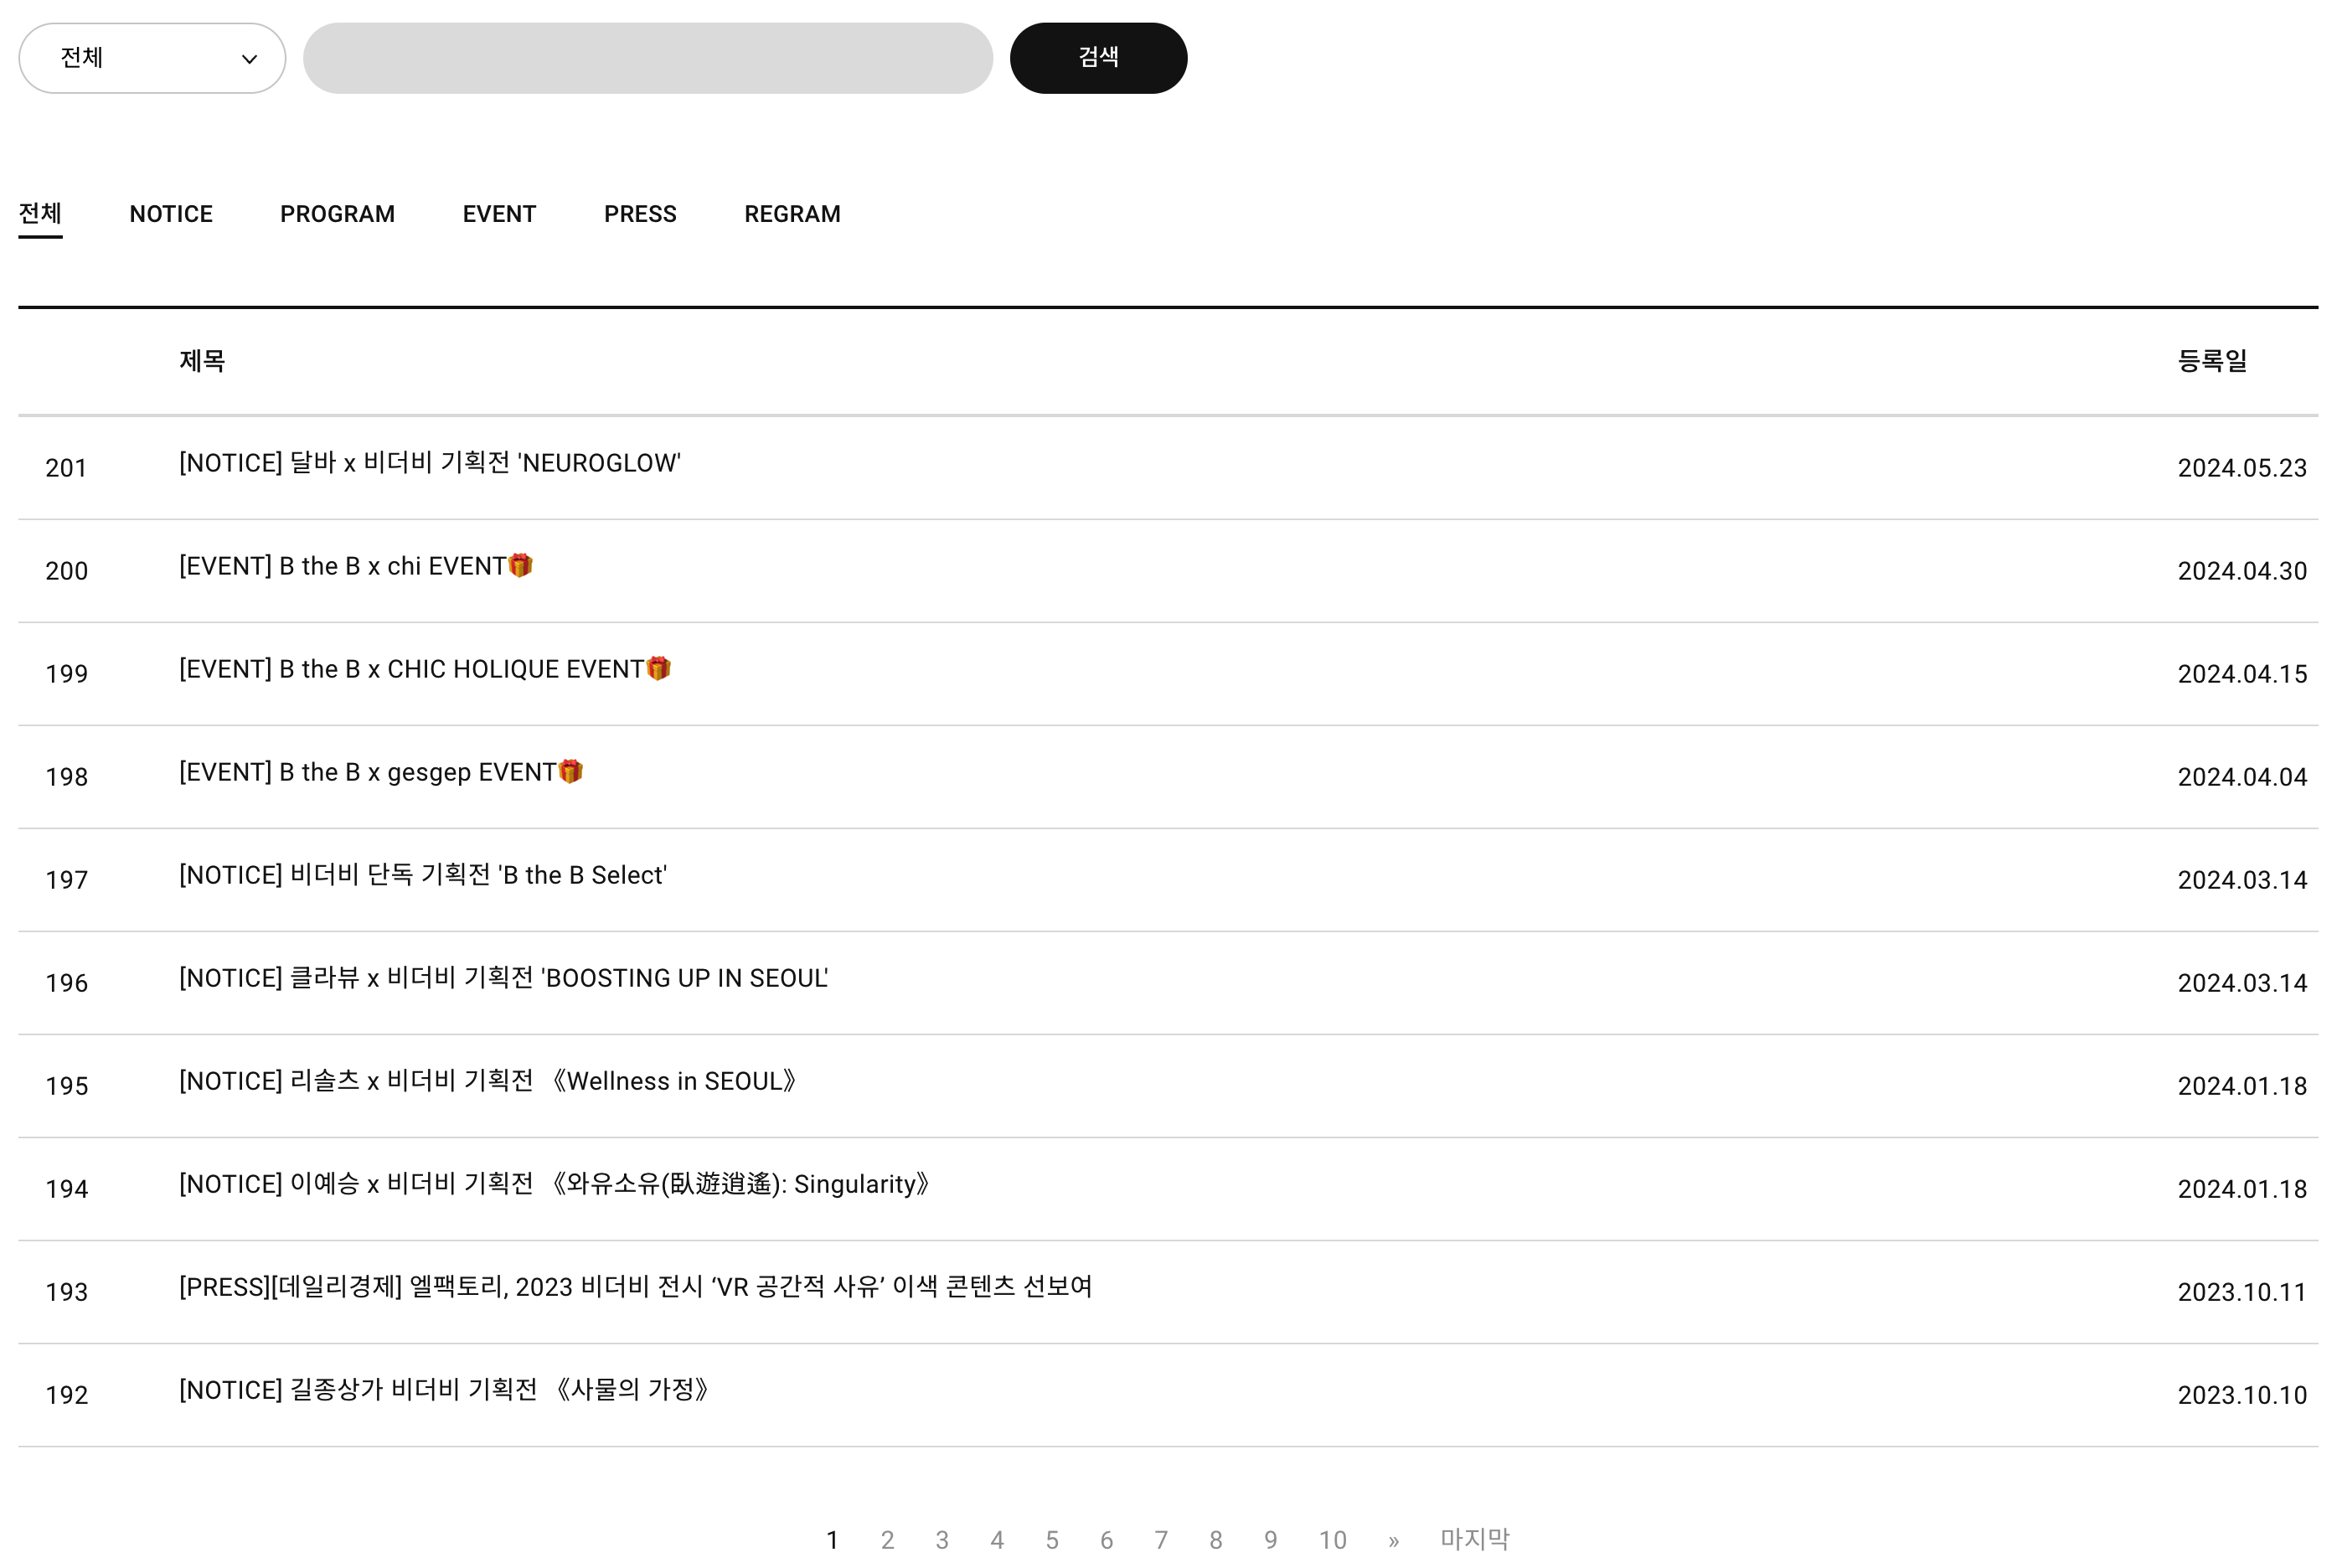 전체
검색
전체 NOTICE PROGRAM EVENT PRESS REGRAM
제목 등록일
201 [NOTICE] 달바 x 비더비 기획전 'NEUROGLOW' 2024.05.23
200 [EVENT] B the B x chi EVENT🎁 2024.04.30
199 [EVENT] B the B x CHIC HOLIQUE EVENT🎁 2024.04.15
198 [EVENT] B the B x gesgep EVENT🎁 2024.04.04
197 [NOTICE] 비더비 단독 기획전 'B the B Select' 2024.03.14
196 [NOTICE] 클라뷰 x 비더비 기획전 'BOOSTING UP IN SEOUL' 2024.03.14
195 [NOTICE] 리솔츠 x 비더비 기획전 《Wellness in SEOUL》 2024.01.18
194 [NOTICE] 이예승 x 비더비 기획전 《와유소유(臥遊逍遙): Singularity》 2024.01.18
193 [PRESS][데일리경제] 엘팩토리, 2023 비더비 전시 ‘VR 공간적 사유’ 이색 콘텐츠 선보여 2023.10.11
192 [NOTICE] 길종상가 비더비 기획전 《사물의 가정》 2023.10.10
1 2 3 4 5 6 7 8 9 10 » 마지막